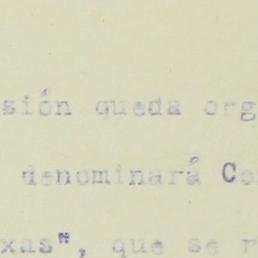 sión queda org
denominará Co
xas", que se r